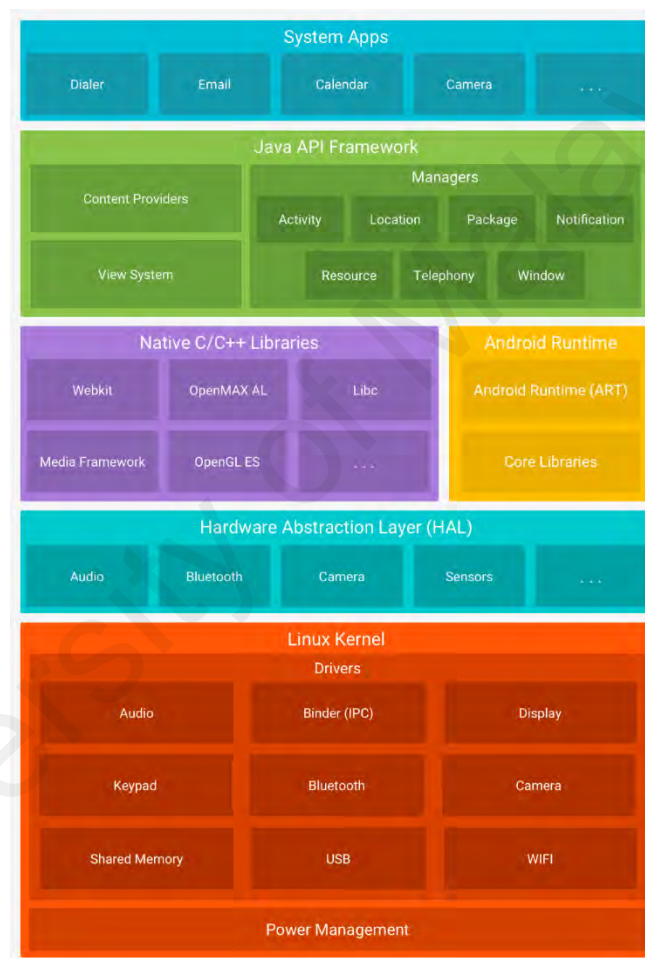 System Apps
Dialer Email Calendar Camera . . .
Java API Framework
Content Providers
View System
Managers
Activity Location Package Notification
Resource Telephony Window
Native C/C++ Libraries
Webkit OpenMAX AL Libc
Media Framework OpenGL ES . . .
Android Runtime
Android Runtime (ART)
Core Libraries
Hardware Abstraction Layer (HAL)
Audio Bluetooth Camera Sensors . . .
Linux Kernel
Drivers
Audio Binder (IPC) Display
Keypad Bluetooth Camera
Shared Memory USB WIFI
Power Management
ersity of Malay